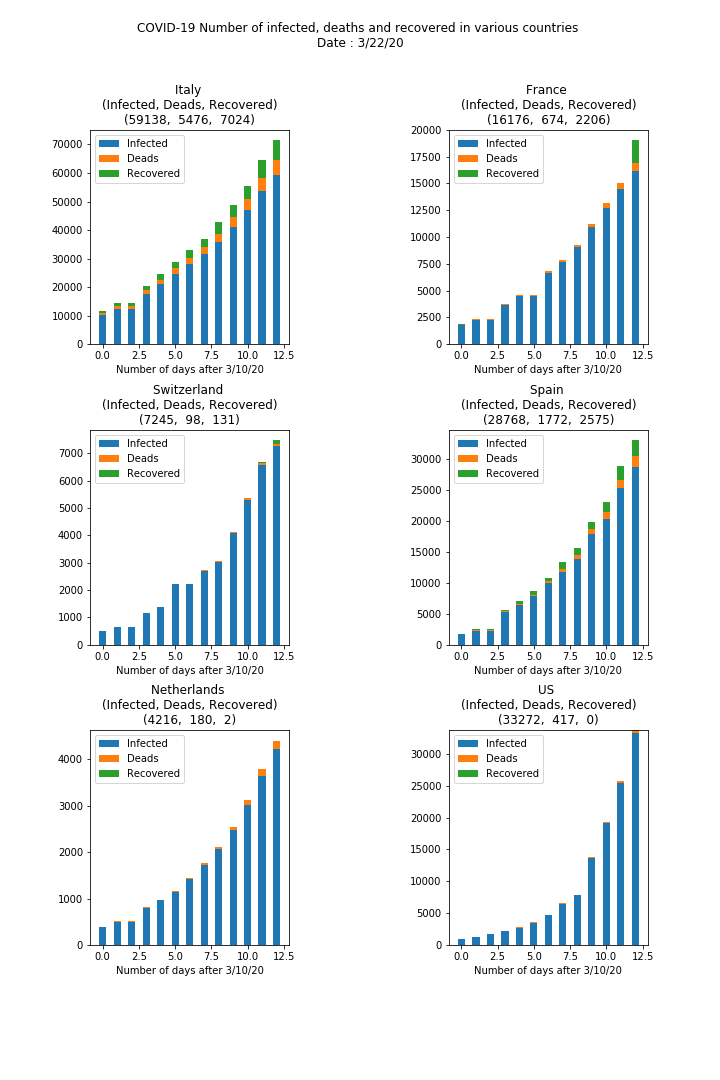 COVID-19 Number of infected, deaths and recovered in various countries
Date : 3/22/20
Italy
(Infected, Deads, Recovered)
(59138, 5476, 7024)
70000
60000
50000
40000
30000
20000
10000
0
Infected
Deads
Recovered
0.0 2.5 5.0 7.5 10.0 12.5
Number of days after 3/10/20
France
(Infected, Deads, Recovered)
(16176, 674, 2206)
20000
17500
15000
12500
10000
7500
5000
2500
0
Infected
Deads
Recovered
0.0 2.5 5.0 7.5 10.0 12.5
Number of days after 3/10/20
Switzerland
(Infected, Deads, Recovered)
(7245, 98, 131)
7000
6000
5000
4000
3000
2000
1000
0
Infected
Deads
Recovered
0.0 2.5 5.0 7.5 10.0 12.5
Number of days after 3/10/20
Spain
(Infected, Deads, Recovered)
(28768, 1772, 2575)
30000
25000
20000
15000
10000
5000
0
Infected
Deads
Recovered
0.0 2.5 5.0 7.5 10.0 12.5
Number of days after 3/10/20
Netherlands
(Infected, Deads, Recovered)
(4216, 180, 2)
4000
3000
2000
1000
0
Infected
Deads
Recovered
0.0 2.5 5.0 7.5 10.0 12.5
Number of days after 3/10/20
US
(Infected, Deads, Recovered)
(33272, 417, 0)
30000
25000
20000
15000
10000
5000
0
Infected
Deads
Recovered
0.0 2.5 5.0 7.5 10.0 12.5
Number of days after 3/10/20